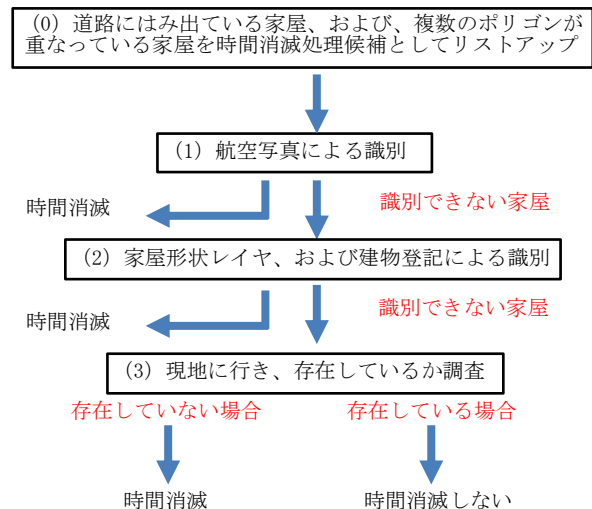 (0) 道路にはみ出ている家屋、および、複数のポリゴンが
重なっている家屋を時間消滅処理候補としてリストアップ
(1) 航空写真による識別
時間消滅
識別できない家屋
(2) 家屋形状レイヤ、および建物登記による識別
時間消滅
識別できない家屋
(3) 現地に行き、存在しているか調査
存在していない場合
存在している場合
時間消滅
時間消滅しない